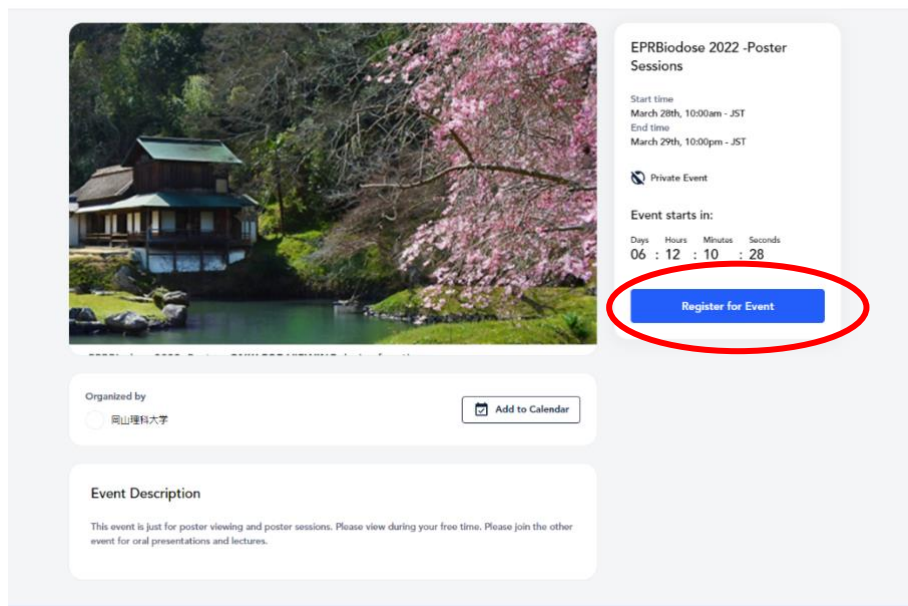 EPRBiodose 2022 -Poster
Sessions
Start time
March 28th, 10:00am - JST
End time
March 29th, 10:00pm - JST
Private Event
Event starts in:
Days Hours Minutes Seconds
06 : 12 : 10 : 28
Register for Event
Organized by
岡山理科大学
Add to Calendar
Event Description
This event is just for poster viewing and poster sessions. Please view during your free time. Please join the other
event for oral presentations and lectures.